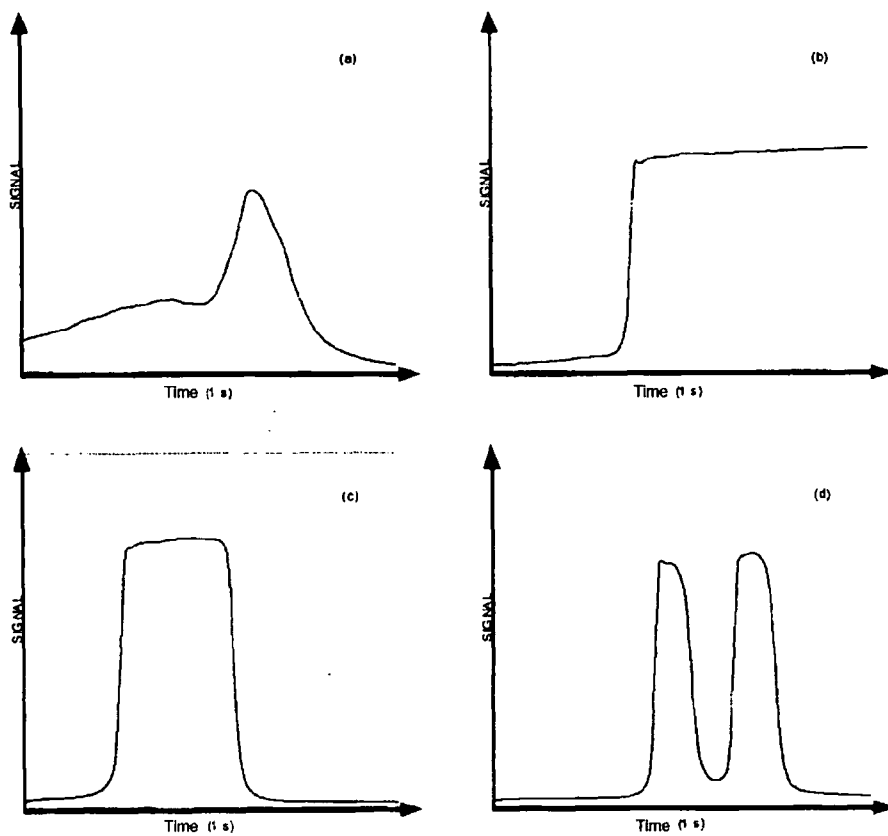 (a)
SIGNAL
Time (1 s)
(b)
SIGNAL
Time (1 s)
(c)
SIGNAL
Time (1 s)
(d)
SIGNAL
Time (1 s)